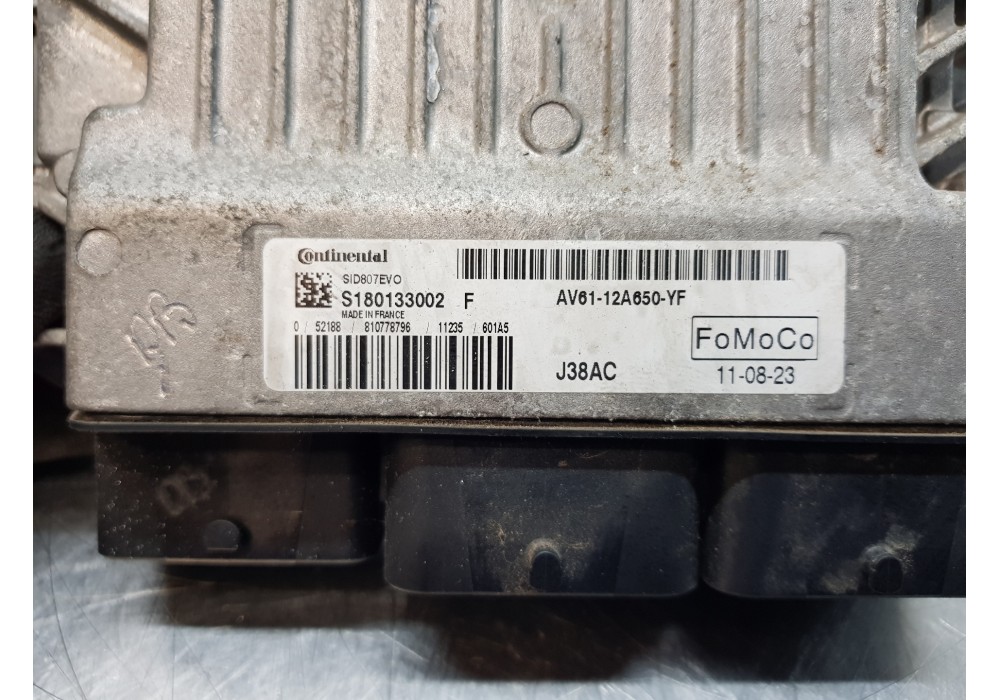 Continental
SID807EVO
S180133002 F
MADE IN FRANCE
0 / 52188 / 810778796 / 11235 / 601A5
AV61-12A650-YF
FoMoCo
J38AC
11-08-23